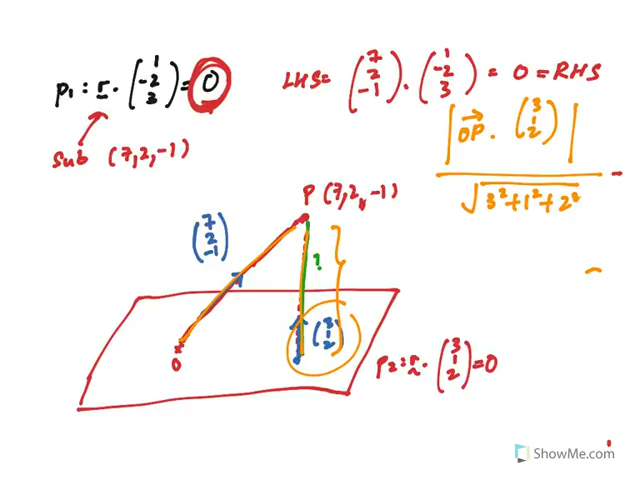 p1 : r · (1 -2 3) = 0
Sub (7,2,-1)
LHS = (7 2 -1) · (1 -2 3) = 0 = RHS
|OP · (3 1 2)|
√3²+1²+2²
P (7,2,-1)
(7 2 -1)
?
(3 1 2)
O
P2 : r · (3 1 2) = 0
ShowMe.com